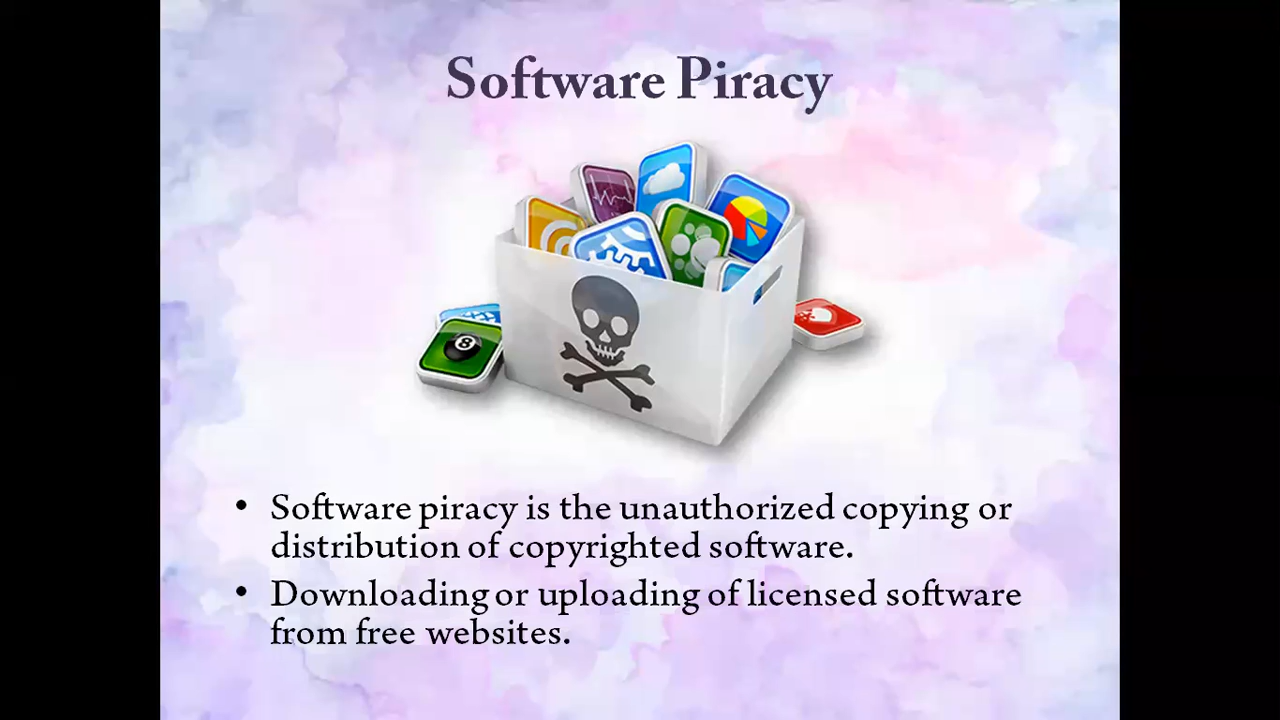 Software Piracy
8
• Software piracy is the unauthorized copying or
distribution of copyrighted software.
• Downloading or uploading of licensed software
from free websites.